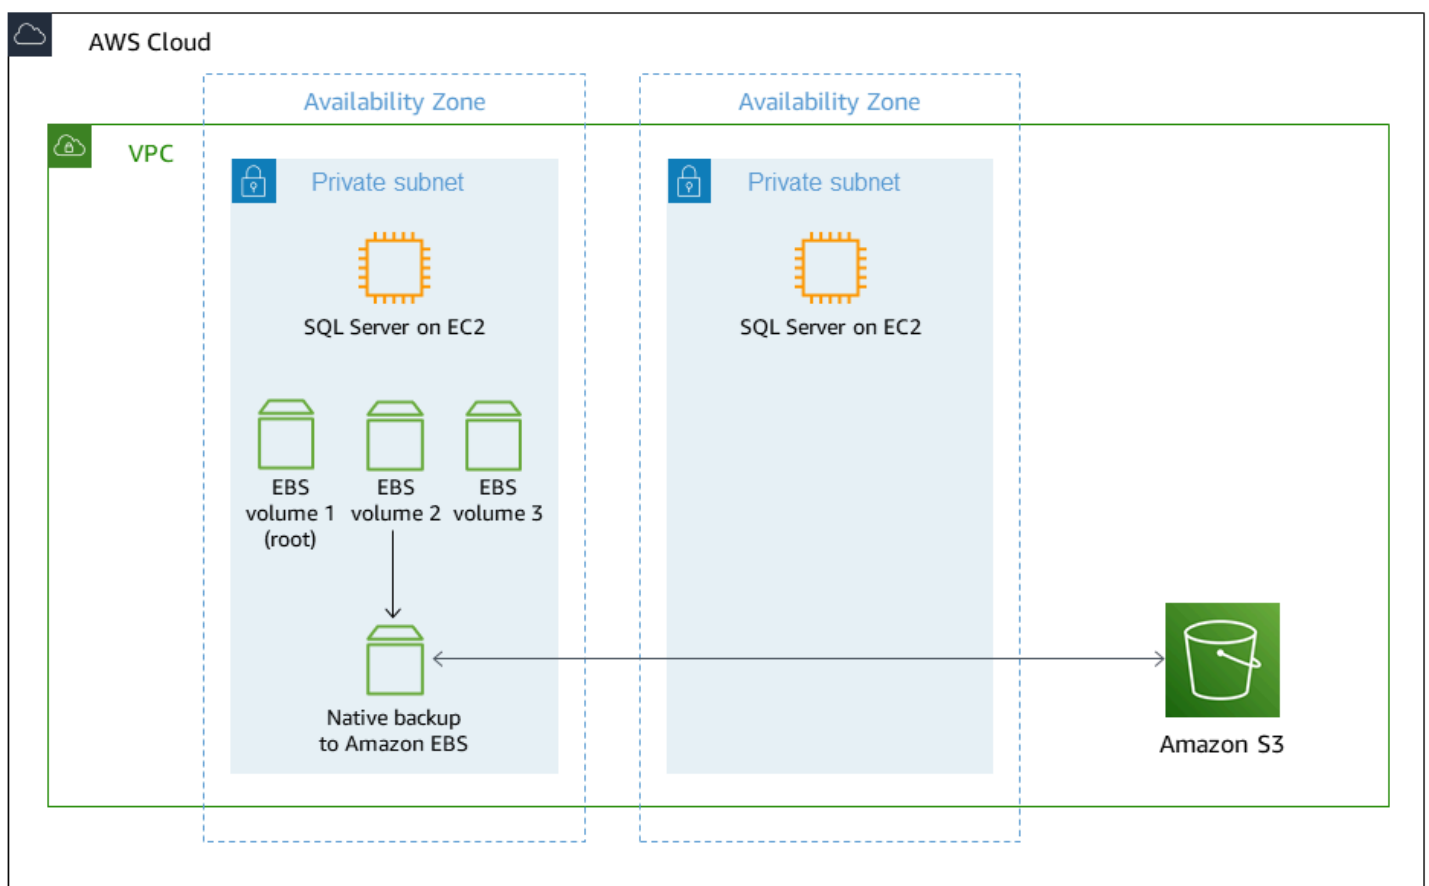 AWS Cloud
Availability Zone
Availability Zone
VPC
Private subnet
Private subnet
SQL Server on EC2
SQL Server on EC2
EBS
volume 1
(root)
EBS
volume 2
EBS
volume 3
Native backup
to Amazon EBS
Amazon S3